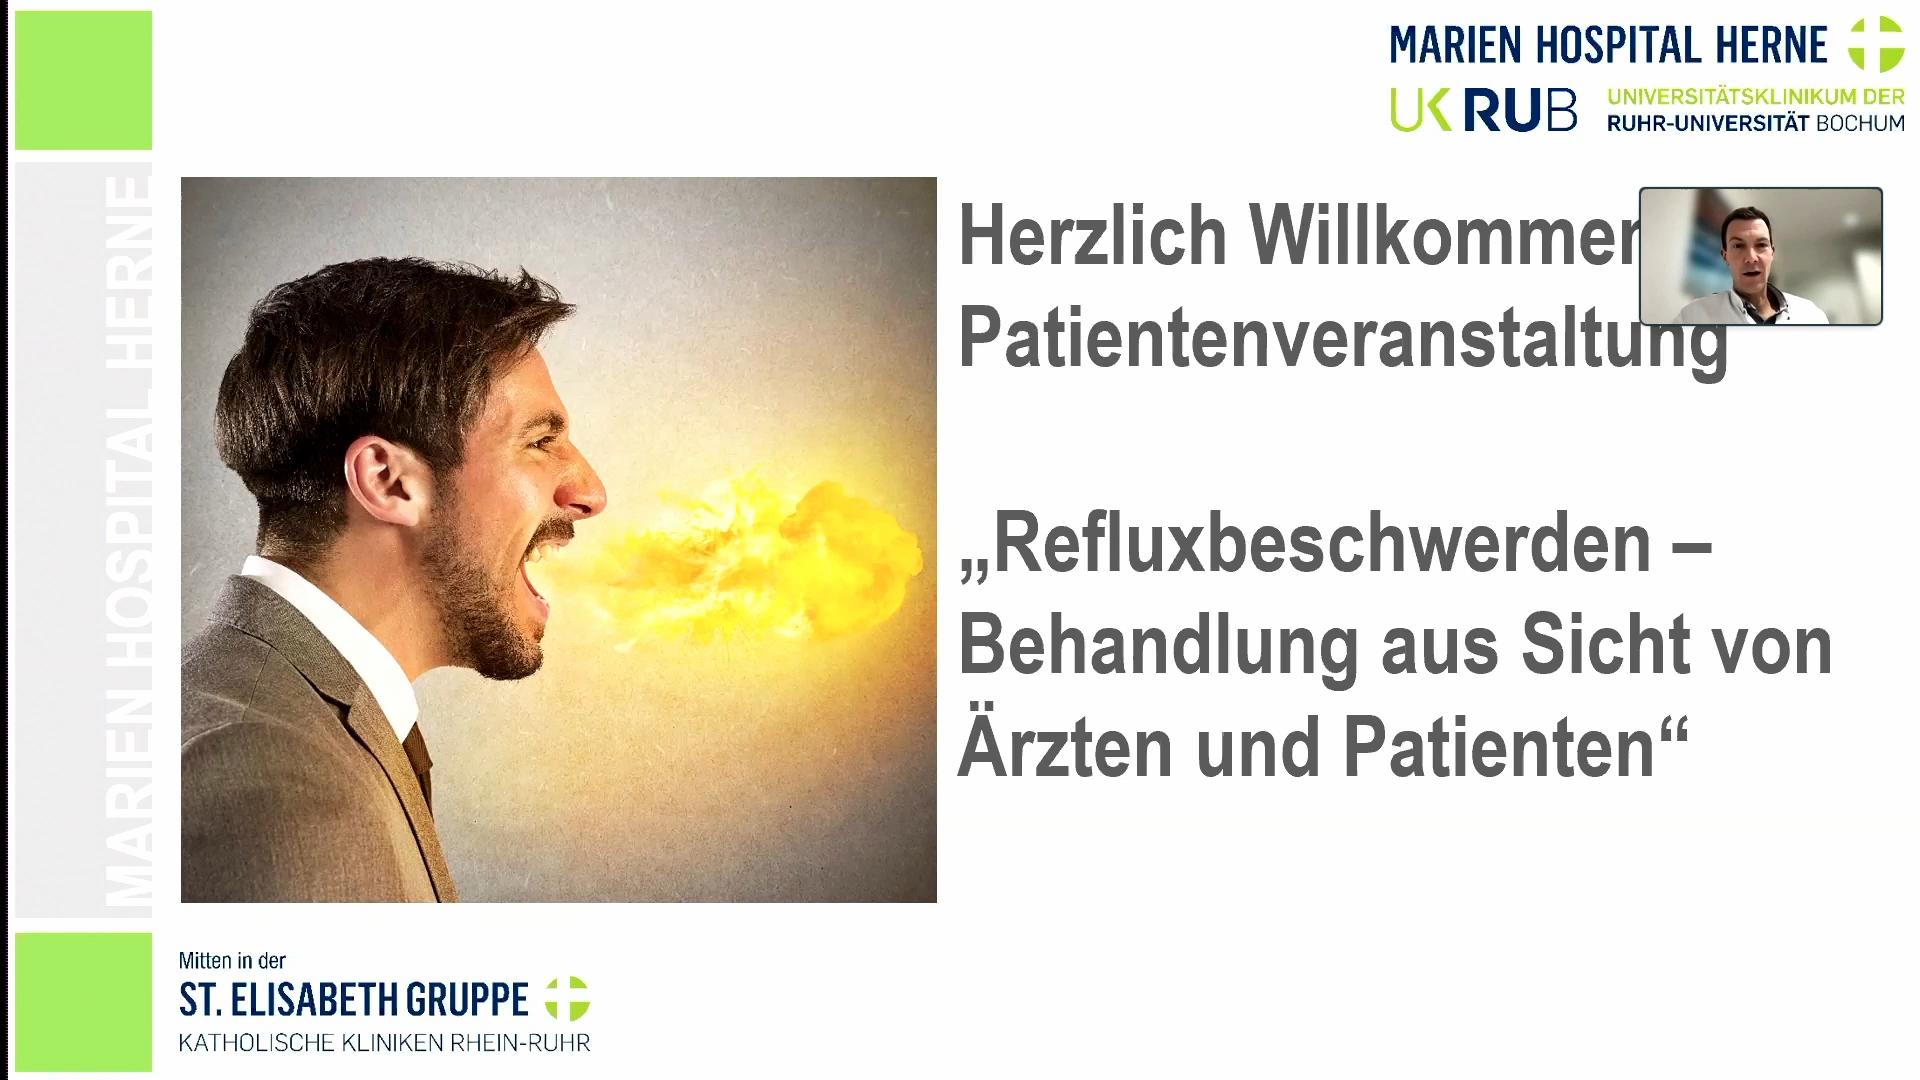 MARIEN HOSPITAL HERNE
UK RUB UNIVERSITÄTSKLINIKUM DER
RUHR-UNIVERSITÄT BOCHUM
MARIEN HOSPITAL HERNE
Herzlich
Patientenveranstaltung
„Refluxbeschwerden –
Behandlung aus Sicht von
Ärzten und Patienten“
Mitten in der
ST. ELISABETH GRUPPE
KATHOLISCHE KLINIKEN RHEIN-RUHR